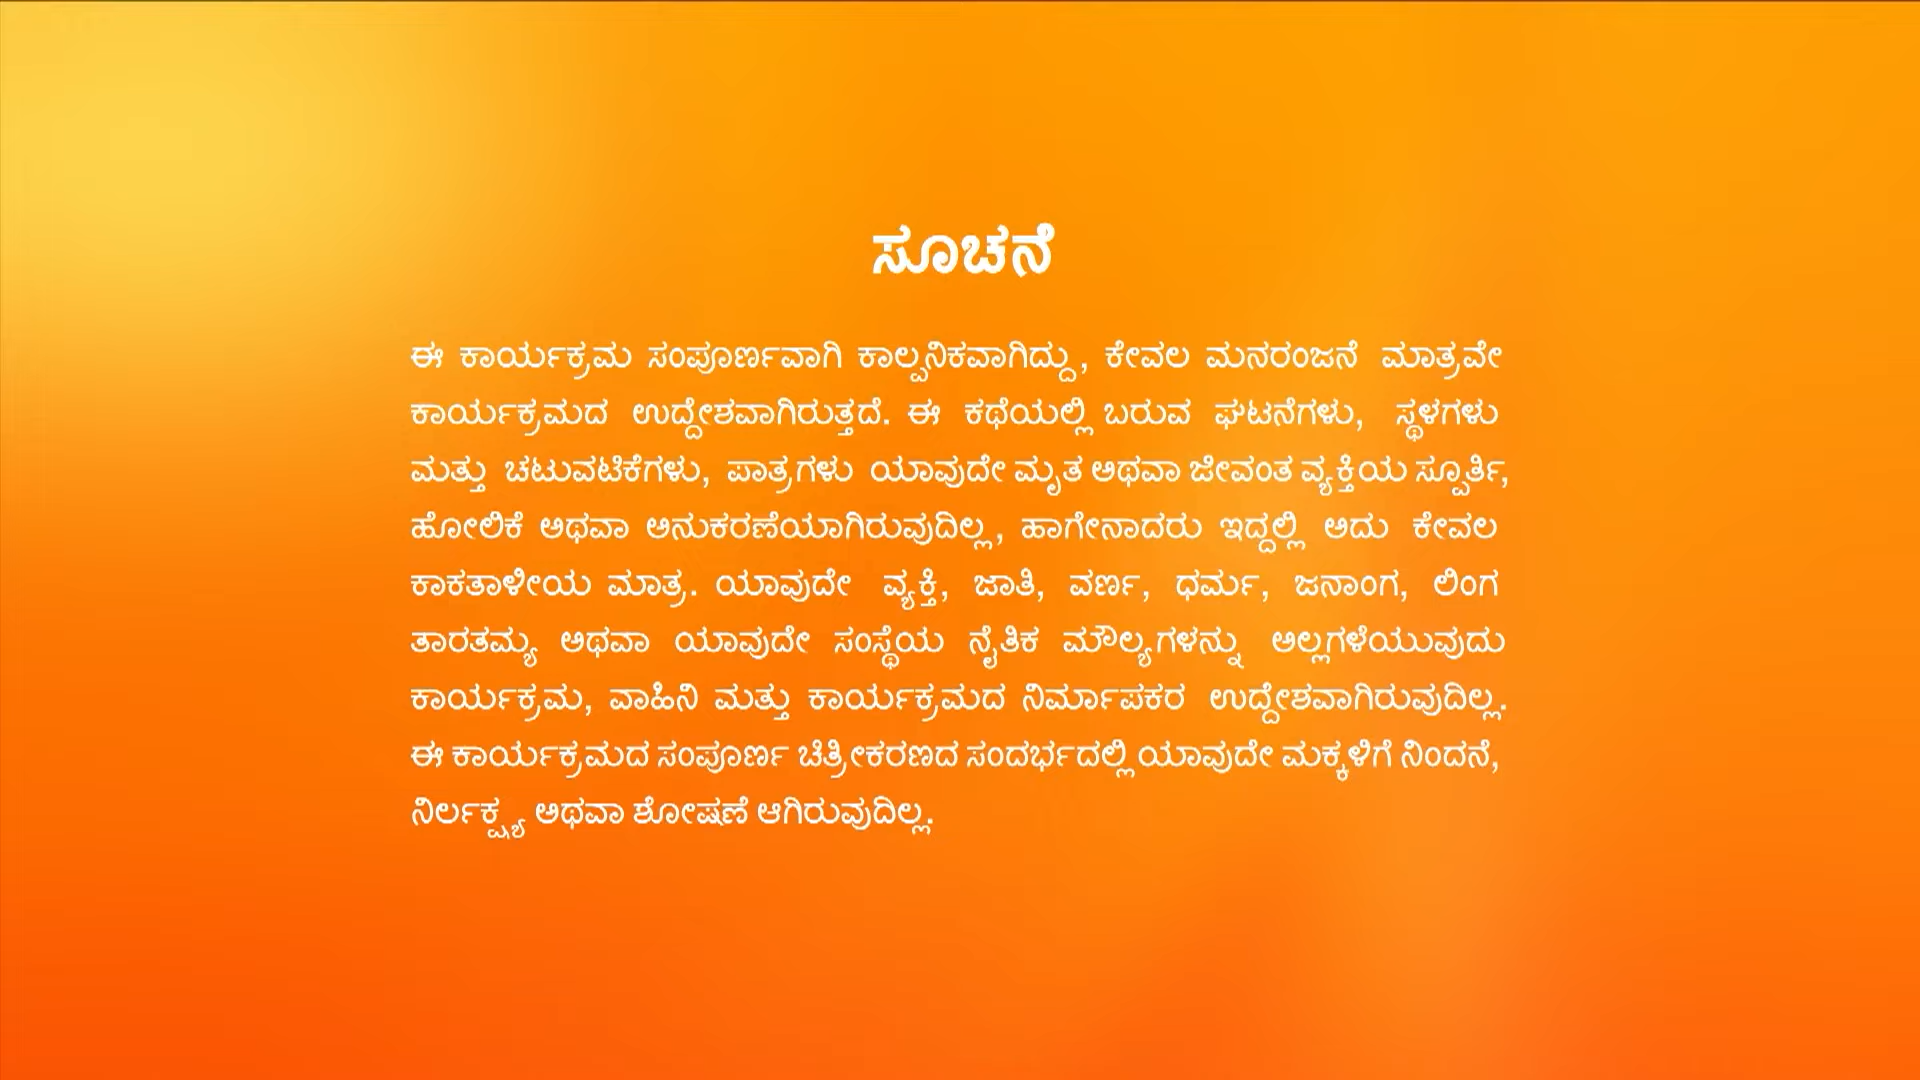 ಸೂಚನೆ
ಈ ಕಾರ್ಯಕ್ರಮ ಸಂಪೂರ್ಣವಾಗಿ ಕಾಲ್ಪನಿಕವಾಗಿದ್ದು, ಕೇವಲ ಮನರಂಜನೆ ಮಾತ್ರವೇ
ಕಾರ್ಯಕ್ರಮದ ಉದ್ದೇಶವಾಗಿರುತ್ತದೆ. ಈ ಕಥೆಯಲ್ಲಿ ಬರುವ ಘಟನೆಗಳು, ಸ್ಥಳಗಳು
ಮತ್ತು ಚಟುವಟಿಕೆಗಳು, ಪಾತ್ರಗಳು ಯಾವುದೇ ಮೃತ ಅಥವಾ ಜೀವಂತ ವ್ಯಕ್ತಿಯ ಸ್ಪೂರ್ತಿ,
ಹೋಲಿಕೆ ಅಥವಾ ಅನುಕರಣೆಯಾಗಿರುವುದಿಲ್ಲ, ಹಾಗೇನಾದರು ಇದ್ದಲ್ಲಿ ಅದು ಕೇವಲ
ಕಾಕತಾಳೀಯ ಮಾತ್ರ. ಯಾವುದೇ ವ್ಯಕ್ತಿ, ಜಾತಿ, ವರ್ಣ, ಧರ್ಮ, ಜನಾಂಗ, ಲಿಂಗ
ತಾರತಮ್ಯ ಅಥವಾ ಯಾವುದೇ ಸಂಸ್ಥೆಯ ನೈತಿಕ ಮೌಲ್ಯಗಳನ್ನು ಅಲ್ಲಗಳೆಯುವುದು
ಕಾರ್ಯಕ್ರಮ, ವಾಹಿನಿ ಮತ್ತು ಕಾರ್ಯಕ್ರಮದ ನಿರ್ಮಾಪಕರ ಉದ್ದೇಶವಾಗಿರುವುದಿಲ್ಲ.
ಈ ಕಾರ್ಯಕ್ರಮದ ಸಂಪೂರ್ಣ ಚಿತ್ರೀಕರಣದ ಸಂದರ್ಭದಲ್ಲಿ ಯಾವುದೇ ಮಕ್ಕಳಿಗೆ ನಿಂದನೆ,
ನಿರ್ಲಕ್ಷ್ಯ ಅಥವಾ ಶೋಷಣೆ ಆಗಿರುವುದಿಲ್ಲ.